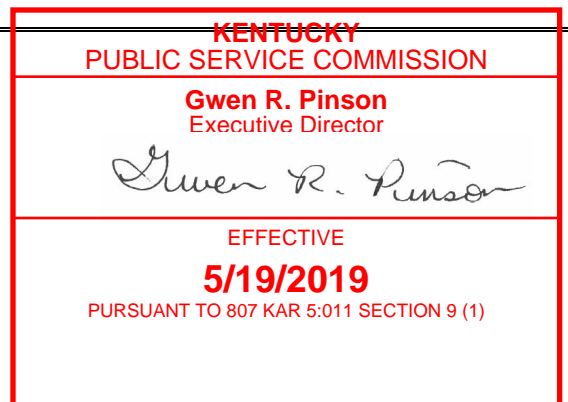 KENTUCKY
PUBLIC SERVICE COMMISSION
Gwen R. Pinson
Executive Director
Gwen R. Pinson
EFFECTIVE
5/19/2019
PURSUANT TO 807 KAR 5:011 SECTION 9 (1)